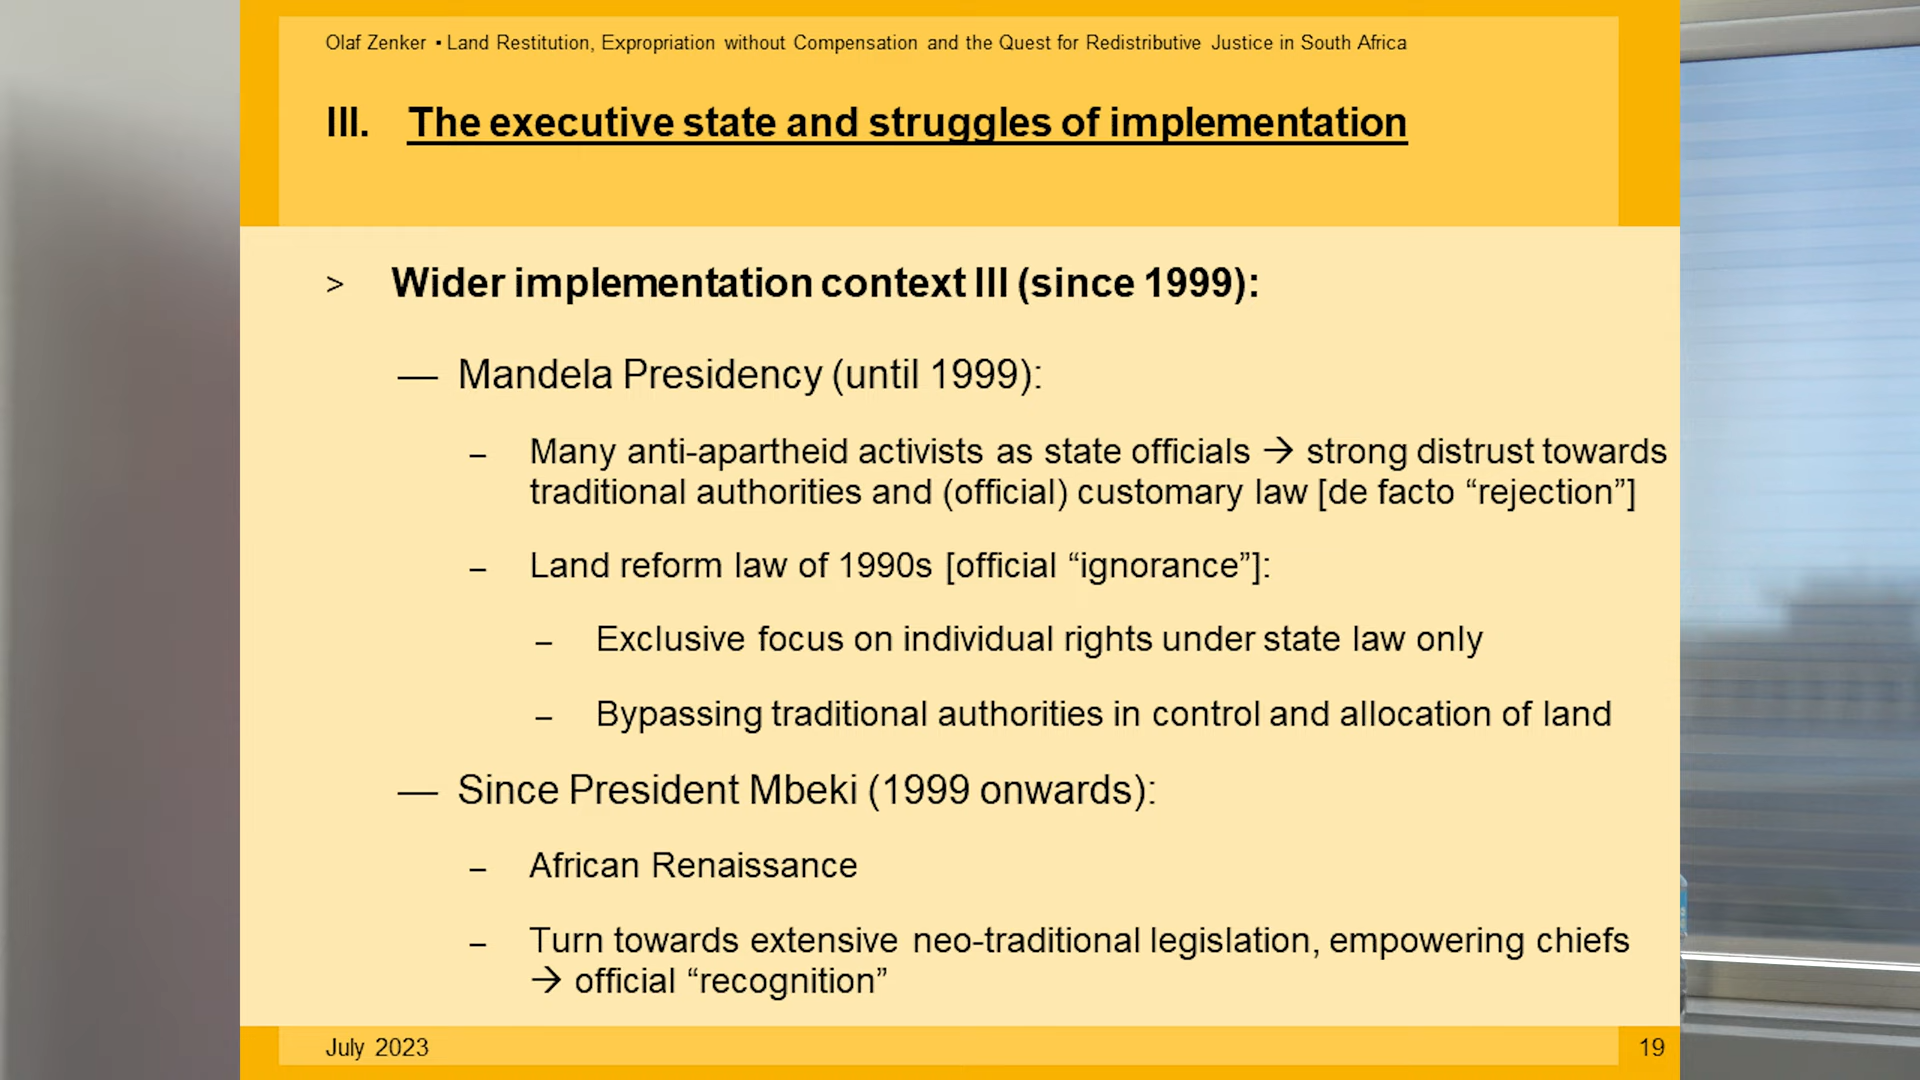 Olaf Zenker ▪ Land Restitution, Expropriation without Compensation and the Quest for Redistributive Justice in South Africa
III. The executive state and struggles of implementation
> Wider implementation context III (since 1999):
— Mandela Presidency (until 1999):
– Many anti-apartheid activists as state officials → strong distrust towards
traditional authorities and (official) customary law [de facto “rejection”]
– Land reform law of 1990s [official “ignorance”]:
– Exclusive focus on individual rights under state law only
– Bypassing traditional authorities in control and allocation of land
— Since President Mbeki (1999 onwards):
– African Renaissance
– Turn towards extensive neo-traditional legislation, empowering chiefs
→ official “recognition”
July 2023
19